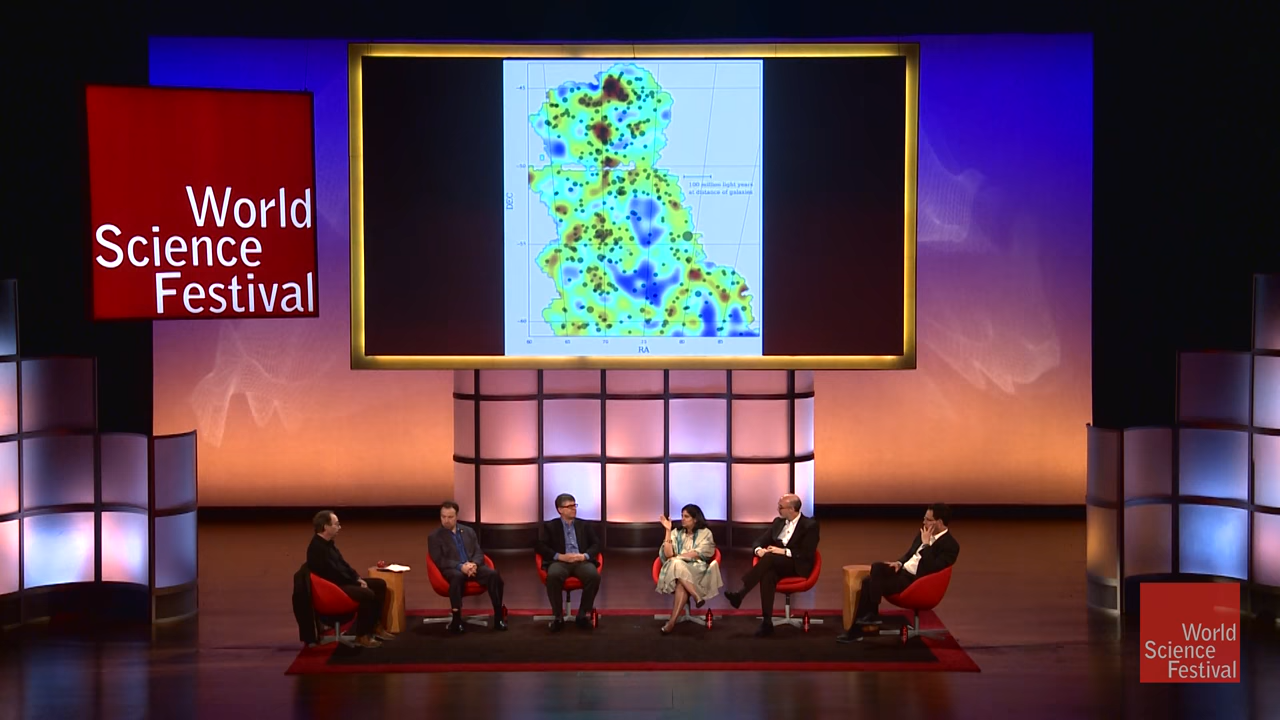 World
Science
Festival
100 million light years
at distance of galaxies
DEC
RA
World
Science
Festival